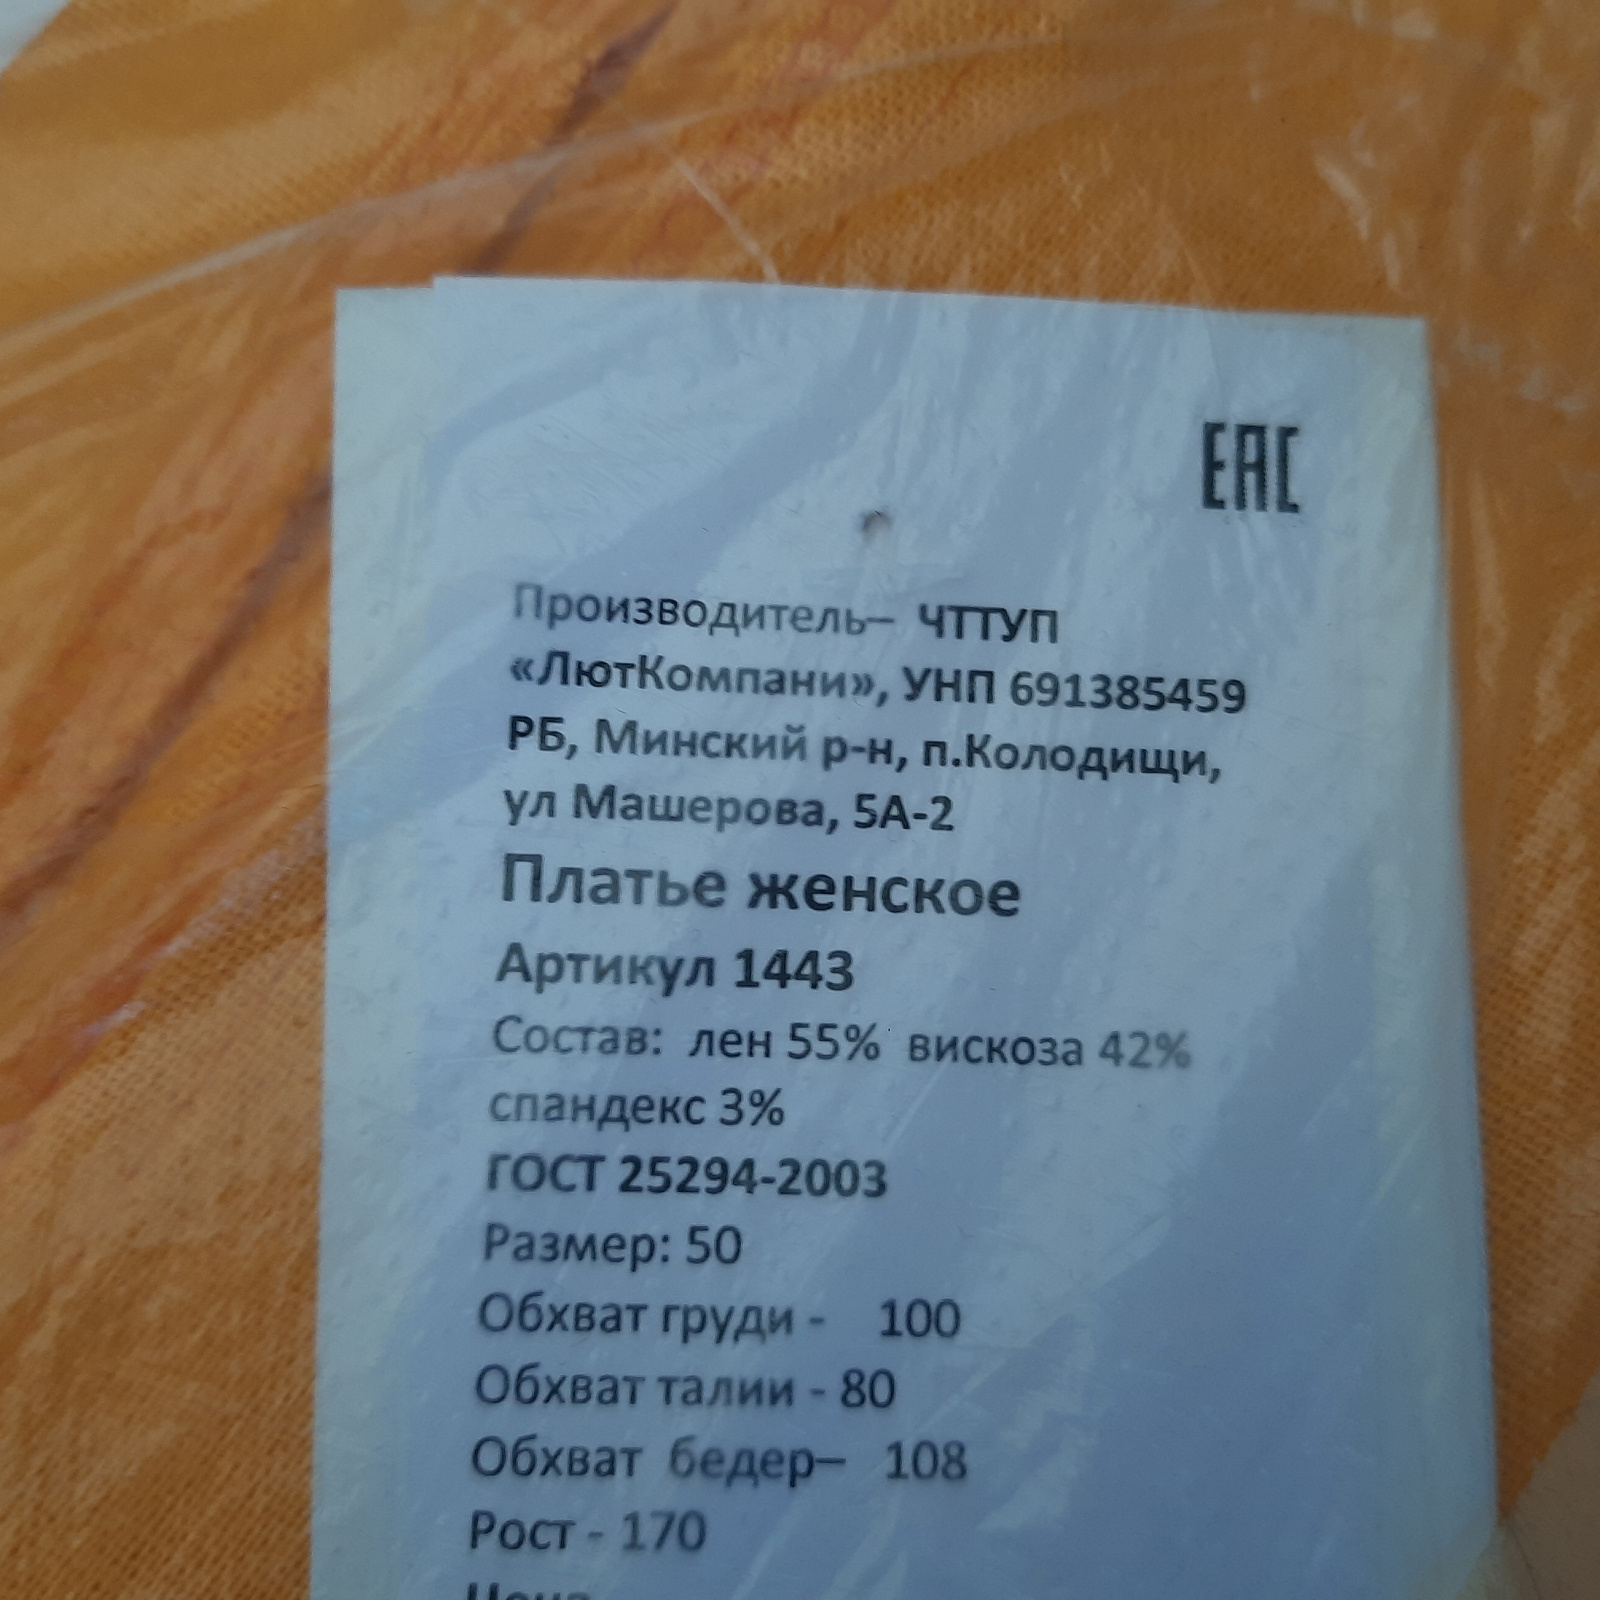 ЕАС
Производитель– ЧТТУП
«ЛютКомпани», УНП 691385459
РБ, Минский р-н, п.Колодищи,
ул Машерова, 5А-2
Платье женское
Артикул 1443
Состав: лен 55% вискоза 42%
спандекс 3%
ГОСТ 25294-2003
Размер: 50
Обхват груди - 100
Обхват талии - 80
Обхват бедер– 108
Рост - 170